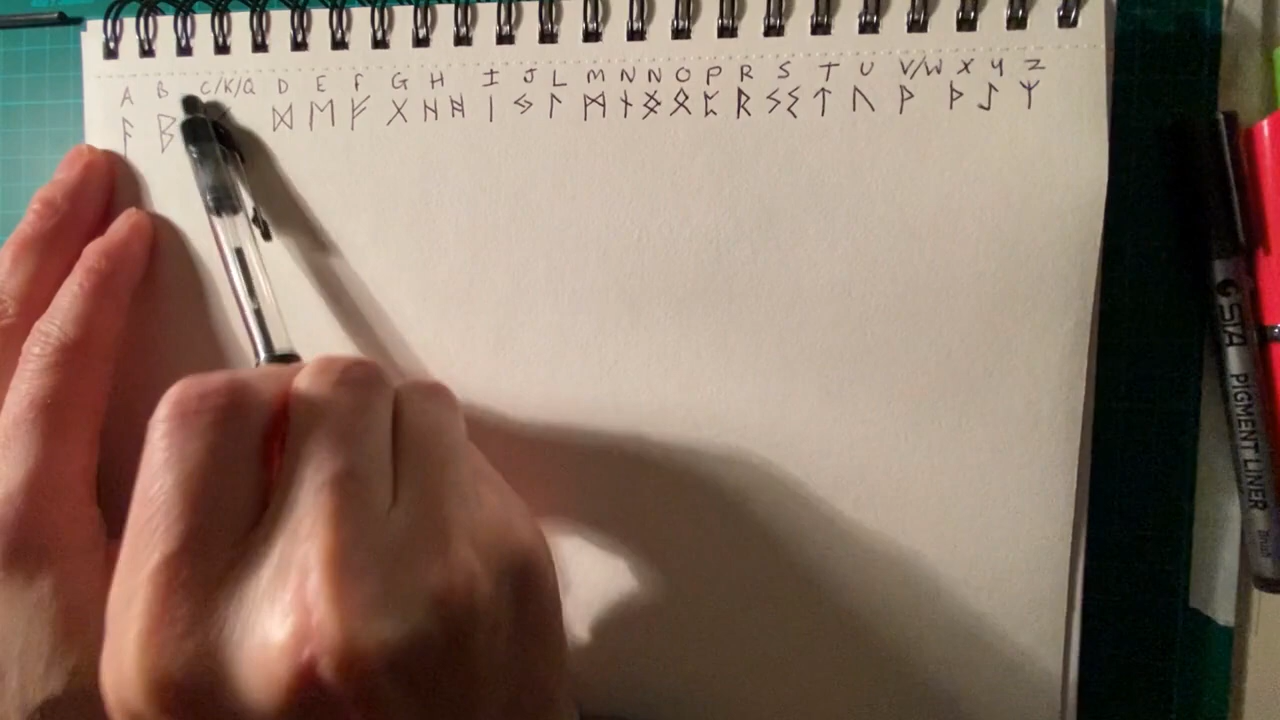 A B C/K/Q D E F G H I J L M N N O P R S T U V/W X Y Z
ᚨ ᛒ ᛞ ᛖ ᚠ ᚷ ᚺ ᚻ ᛁ ᛃ ᛚ ᛗ ᚾ ᛝ ᛟ ᛈ ᚱ ᛊ ᛏ ᚢ ᚹ ᚦ ᛇ ᛉ
STA PIGMENT LINER